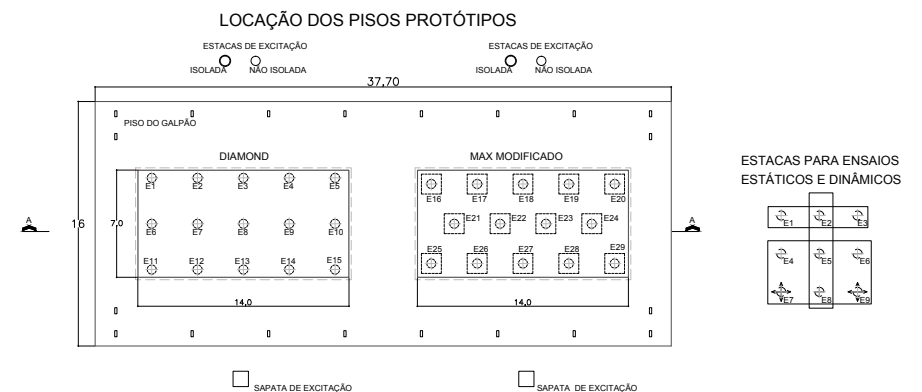 LOCAÇÃO DOS PISOS PROTÓTIPOS
ESTACAS DE EXCITAÇÃO
ISOLADA NÃO ISOLADA
ESTACAS DE EXCITAÇÃO
ISOLADA NÃO ISOLADA
37,70
PISO DO GALPÃO
DIAMOND
MAX MODIFICADO
E1 E2 E3 E4 E5
E6 E7 E8 E9 E10
E11 E12 E13 E14 E15
E16 E17 E18 E19 E20
E21 E22 E23 E24
E25 E26 E27 E28 E29
A
16
7,0
A
14,0
14,0
SAPATA DE EXCITAÇÃO
SAPATA DE EXCITAÇÃO
ESTACAS PARA ENSAIOS
ESTÁTICOS E DINÂMICOS
E1 E2 E3
E4 E5 E6
A A
E7 E8 E9